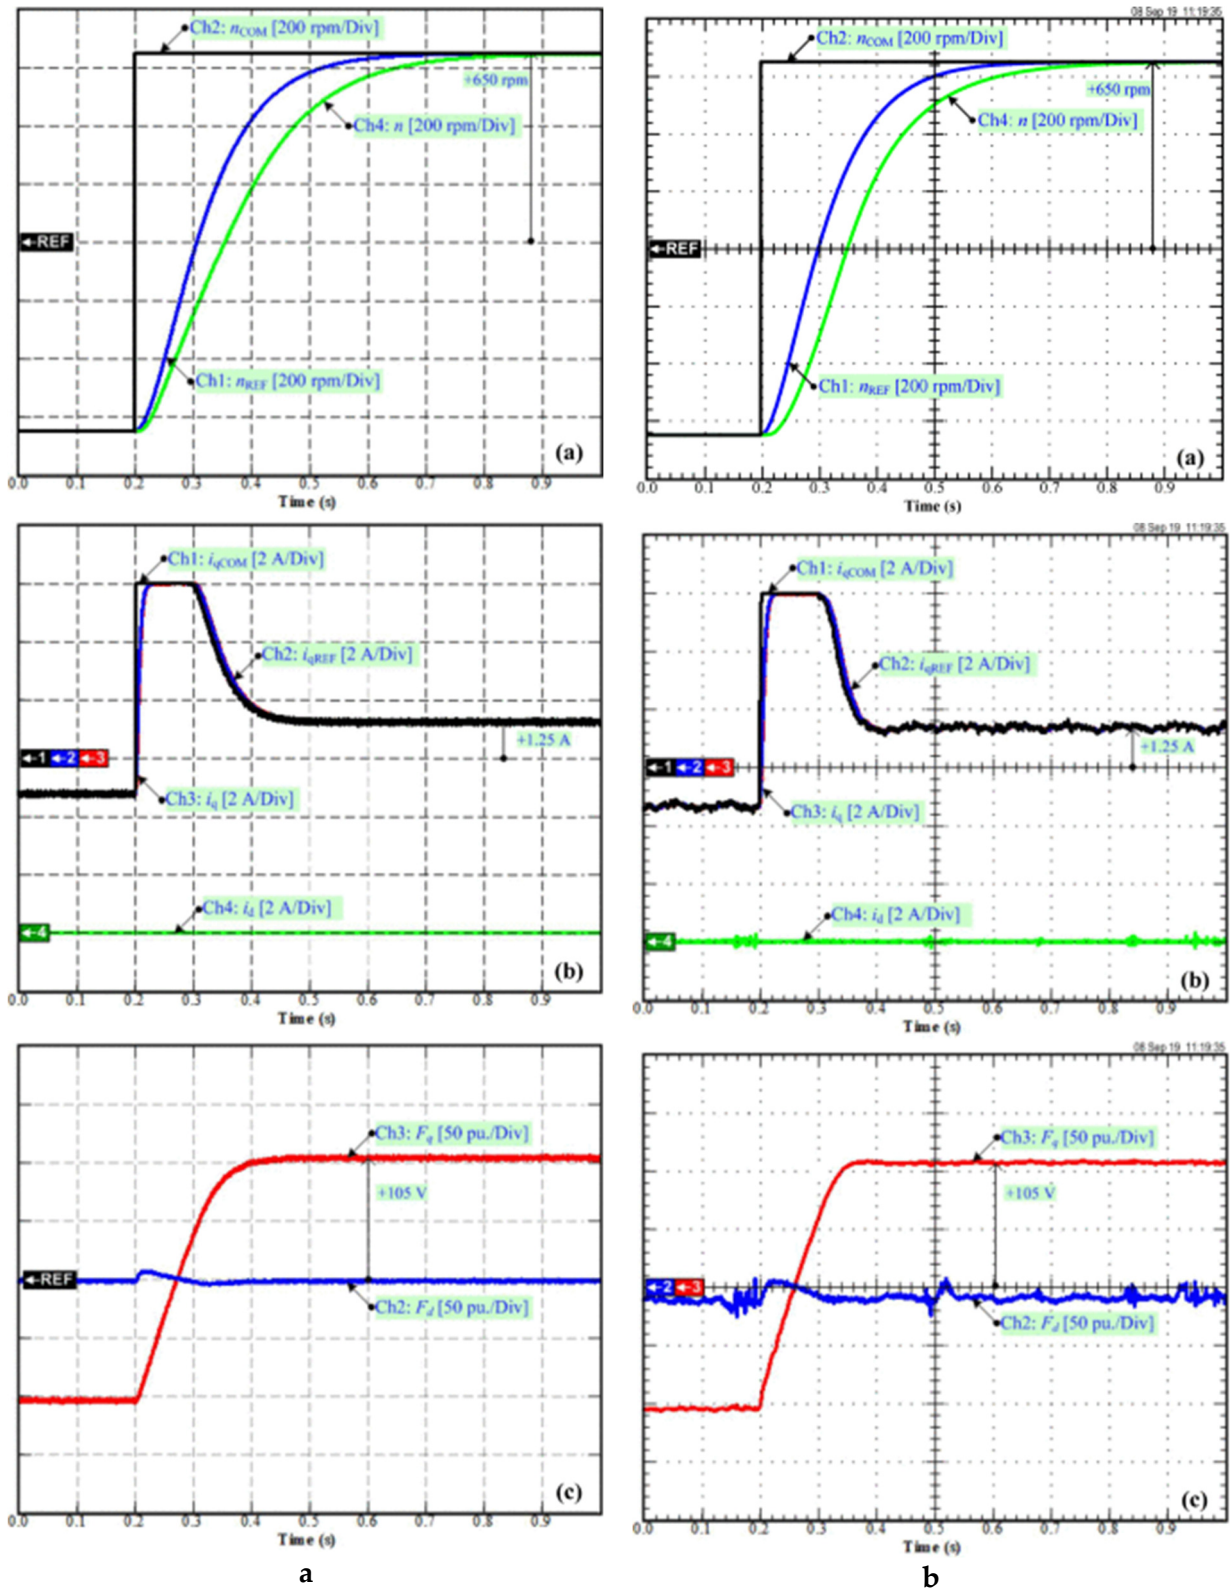 Ch2: nCOM [200 rpm/Div]
+650 rpm
Ch4: n [200 rpm/Div]
REF
Ch1: nREF [200 rpm/Div]
(a)
0.0 0.1 0.2 0.3 0.4 0.5 0.6 0.7 0.8 0.9
Time (s)
08 Sep 19 11:19:35
Ch2: nCOM [200 rpm/Div]
+650 rpm
Ch4: n [200 rpm/Div]
REF
Ch1: nREF [200 rpm/Div]
(a)
0.0 0.1 0.2 0.3 0.4 0.5 0.6 0.7 0.8 0.9
Time (s)
Ch1: iqCOM [2 A/Div]
Ch2: iqREF [2 A/Div]
+1.25 A
1 2 3
Ch3: iq [2 A/Div]
Ch4: id [2 A/Div]
4
(b)
0.0 0.1 0.2 0.3 0.4 0.5 0.6 0.7 0.8 0.9
Time (s)
08 Sep 19 11:19:35
Ch1: iqCOM [2 A/Div]
Ch2: iqREF [2 A/Div]
+1.25 A
1 2 3
Ch3: iq [2 A/Div]
Ch4: id [2 A/Div]
4
(b)
0.0 0.1 0.2 0.3 0.4 0.5 0.6 0.7 0.8 0.9
Time (s)
Ch3: Fq [50 pu./Div]
+105 V
REF
Ch2: Fd [50 pu./Div]
(c)
0.0 0.1 0.2 0.3 0.4 0.5 0.6 0.7 0.8 0.9
Time (s)
a
08 Sep 19 11:19:35
Ch3: Fq [50 pu./Div]
+105 V
2 3
Ch2: Fd [50 pu./Div]
(c)
0.0 0.1 0.2 0.3 0.4 0.5 0.6 0.7 0.8 0.9
Time (s)
b